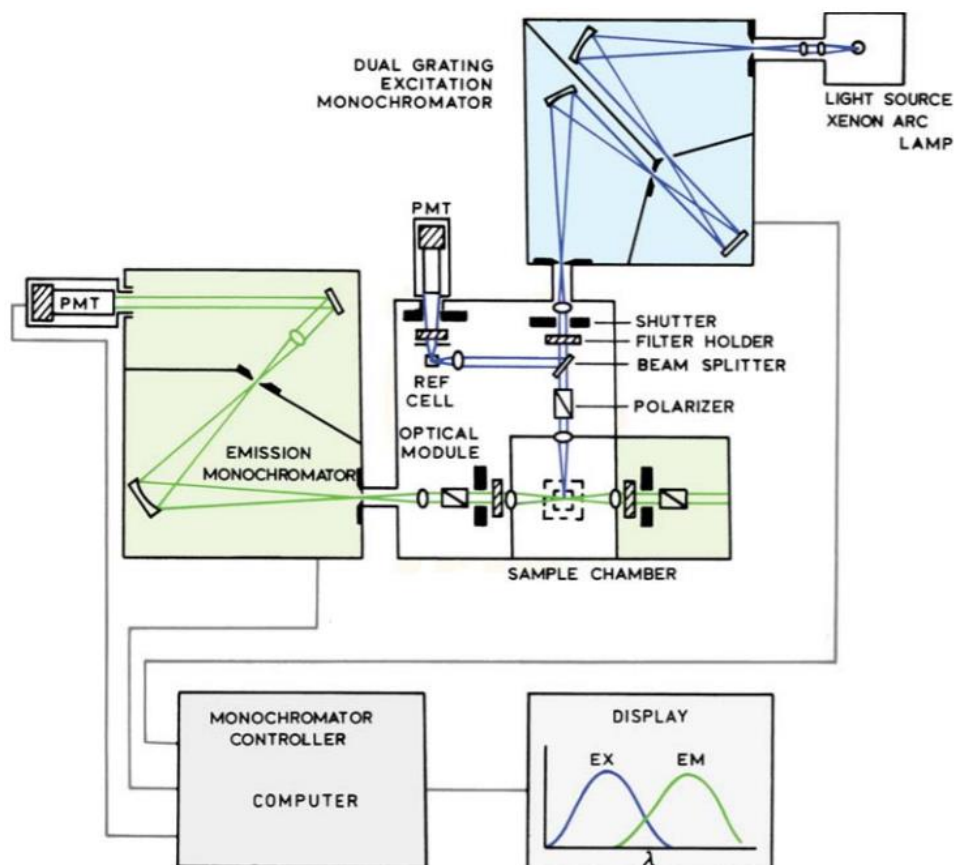 DUAL GRATING
EXCITATION
MONOCHROMATOR
LIGHT SOURCE
XENON ARC
LAMP
PMT
PMT
SHUTTER
FILTER HOLDER
BEAM SPLITTER
REF
CELL
POLARIZER
OPTICAL
MODULE
EMISSION
MONOCHROMATOR
SAMPLE CHAMBER
MONOCHROMATOR
CONTROLLER
COMPUTER
DISPLAY
EX
EM
λ